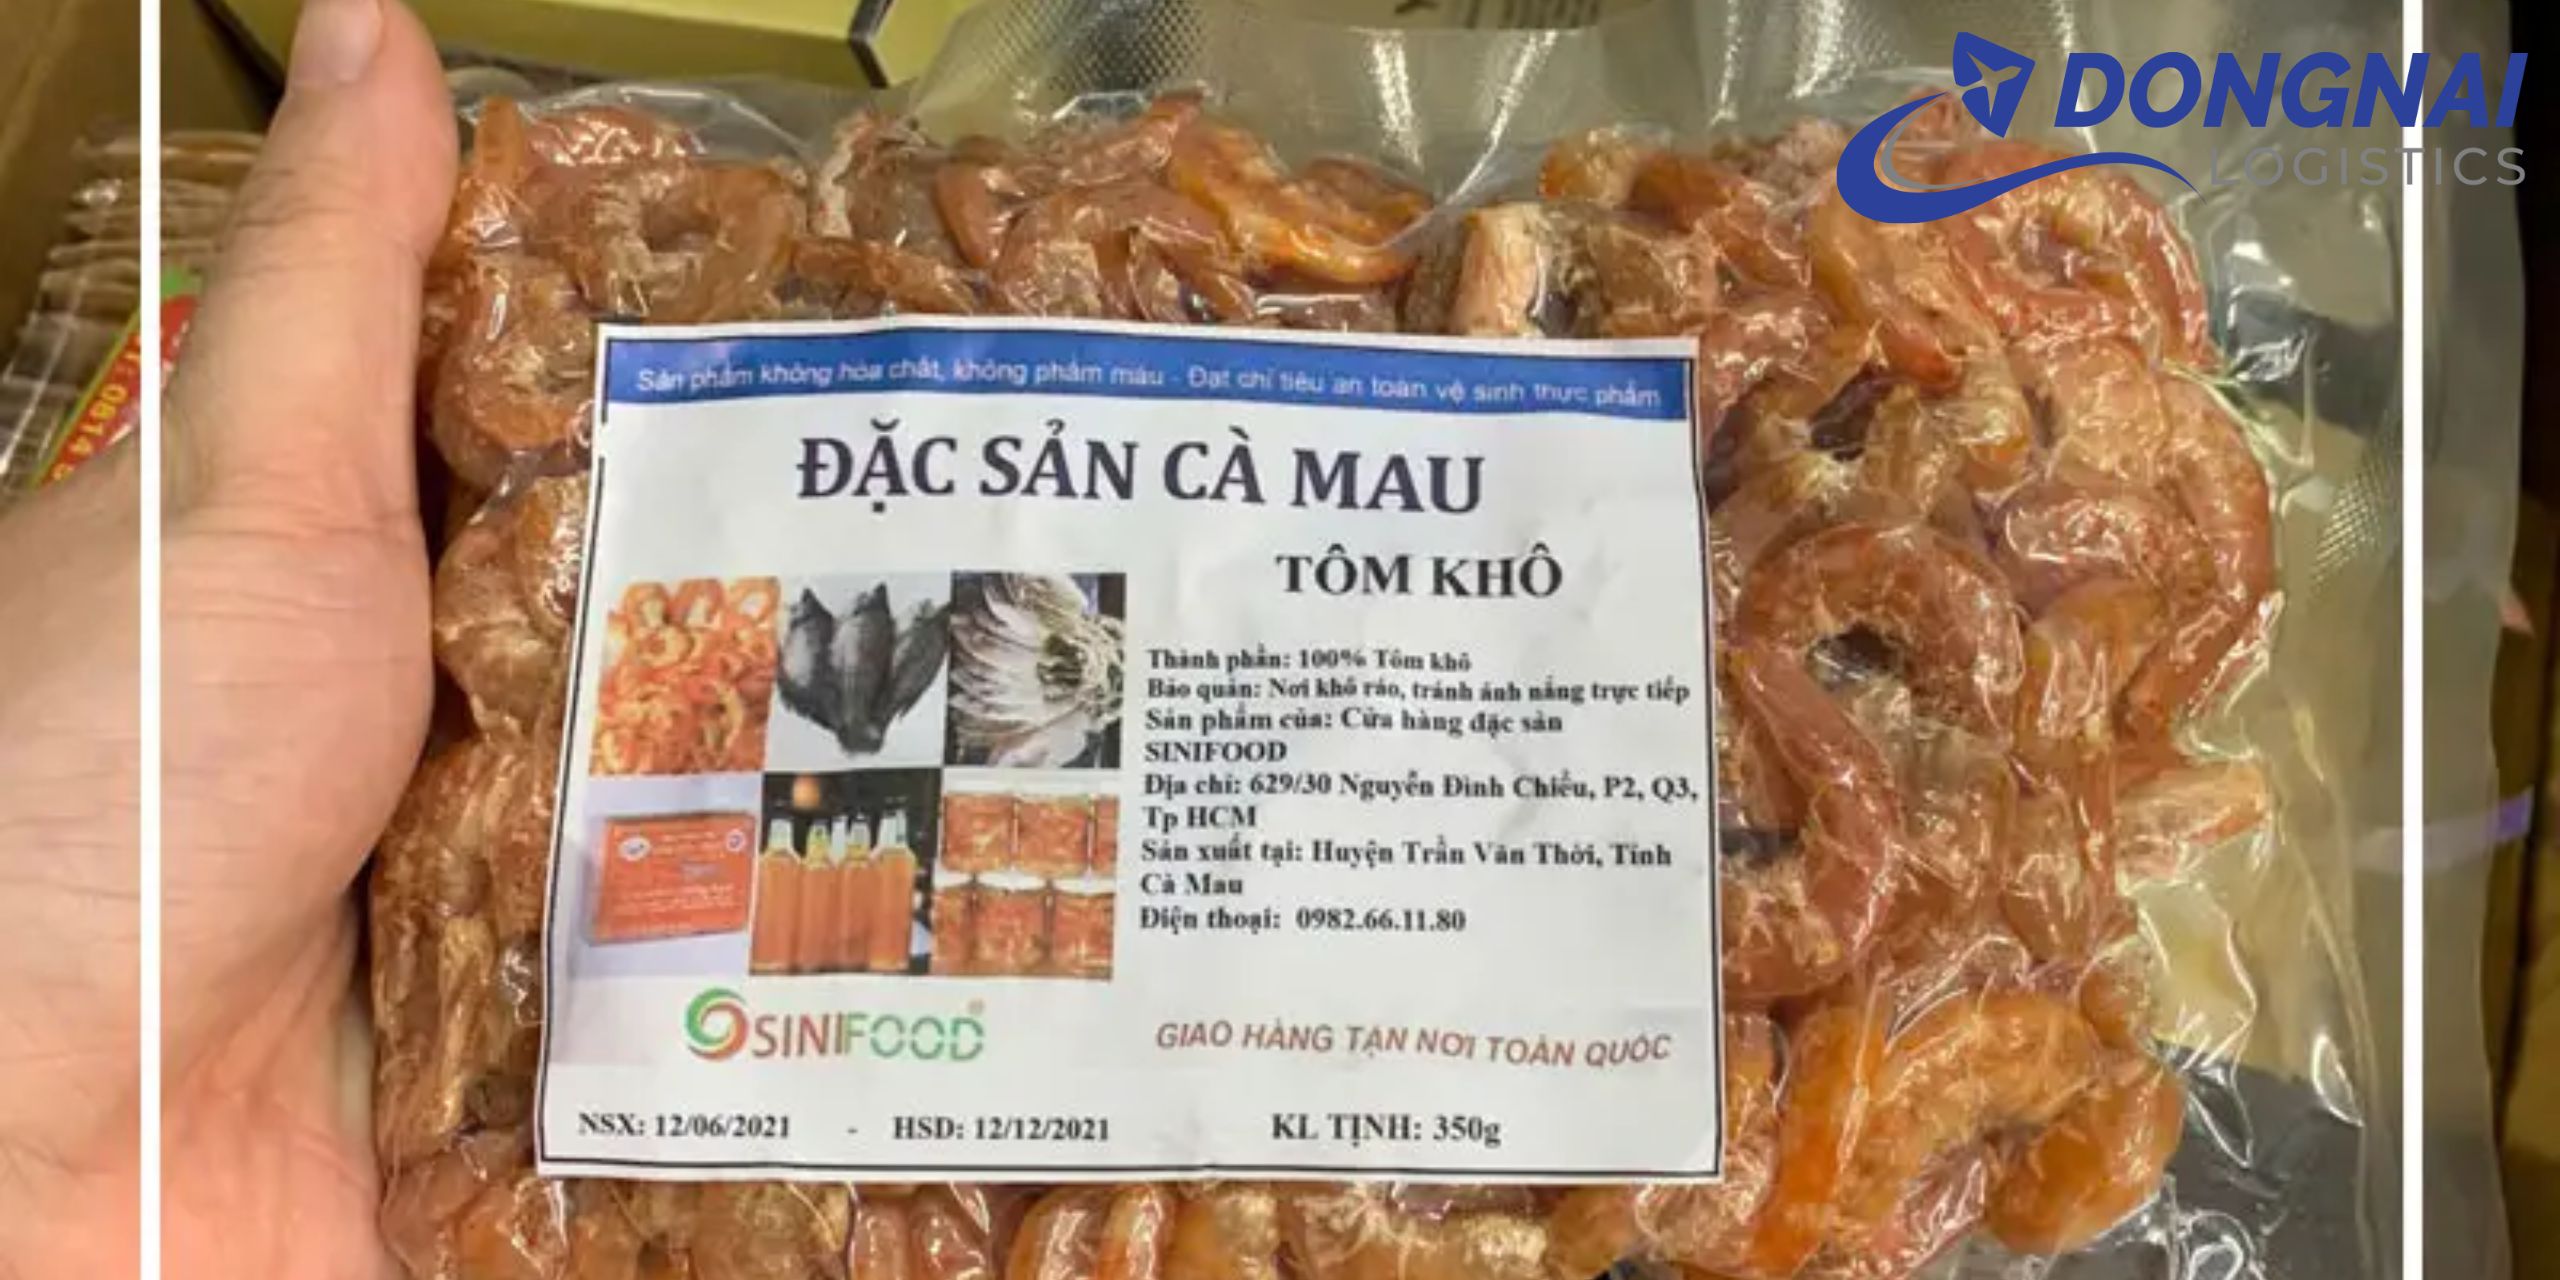 DONGNAI
LOGISTICS
Sản phẩm không hóa chất, không phẩm màu - Đạt chỉ tiêu an toàn vệ sinh thực phẩm
ĐẶC SẢN CÀ MAU
TÔM KHÔ
Thành phần: 100% Tôm khô
Bảo quản: Nơi khô ráo, tránh ánh nắng trực tiếp
Sản phẩm của: Cửa hàng đặc sản
SINIFOOD
Địa chỉ: 629/30 Nguyễn Đình Chiểu, P2, Q3,
Tp HCM
Sản xuất tại: Huyện Trần Văn Thời, Tỉnh
Cà Mau
Điện thoại: 0982.66.11.80
SINIFOOD®
GIAO HÀNG TẬN NƠI TOÀN QUỐC
NSX: 12/06/2021 - HSD: 12/12/2021 KL TỊNH: 350g
0814